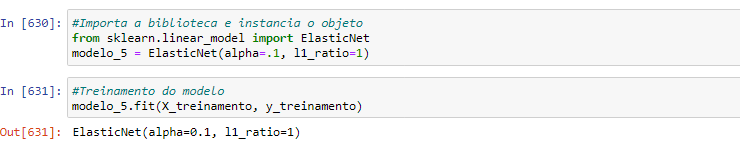 In [630]: #Importa a biblioteca e instancia o objeto
from sklearn.linear_model import ElasticNet
modelo_5 = ElasticNet(alpha=.1, l1_ratio=1)
In [631]: #Treinamento do modelo
modelo_5.fit(X_treinamento, y_treinamento)
Out[631]: ElasticNet(alpha=0.1, l1_ratio=1)